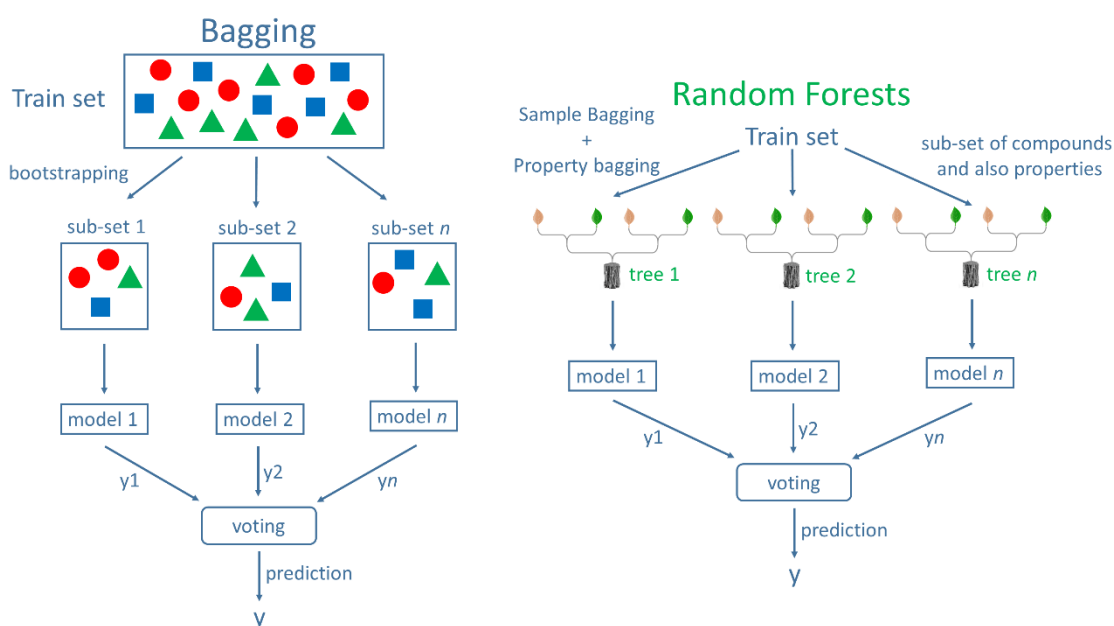 Bagging
Train set
bootstrapping
sub-set 1
sub-set 2
sub-set n
model 1
model 2
model n
y1
y2
yn
voting
prediction
y
Random Forests
Sample Bagging
+
Property bagging
Train set
sub-set of compounds
and also properties
tree 1
tree 2
tree n
model 1
model 2
model n
y1
y2
yn
voting
prediction
y